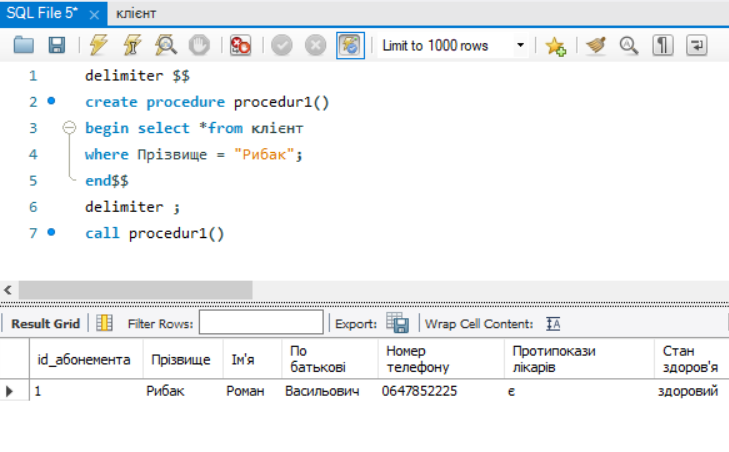 SQL File 5* × клієнт
Limit to 1000 rows
1 delimiter $$
2 create procedure procedur1()
3 begin select *from клієнт
4 where Прізвище = "Рибак";
5 end$$
6 delimiter ;
7 call procedur1()
Result Grid Filter Rows: Export: Wrap Cell Content:
id_абонемента Прізвище Ім'я По батькові Номер телефону Протипокази лікарів Стан здоров'я
1 Рибак Роман Васильович 0647852225 є здоровий